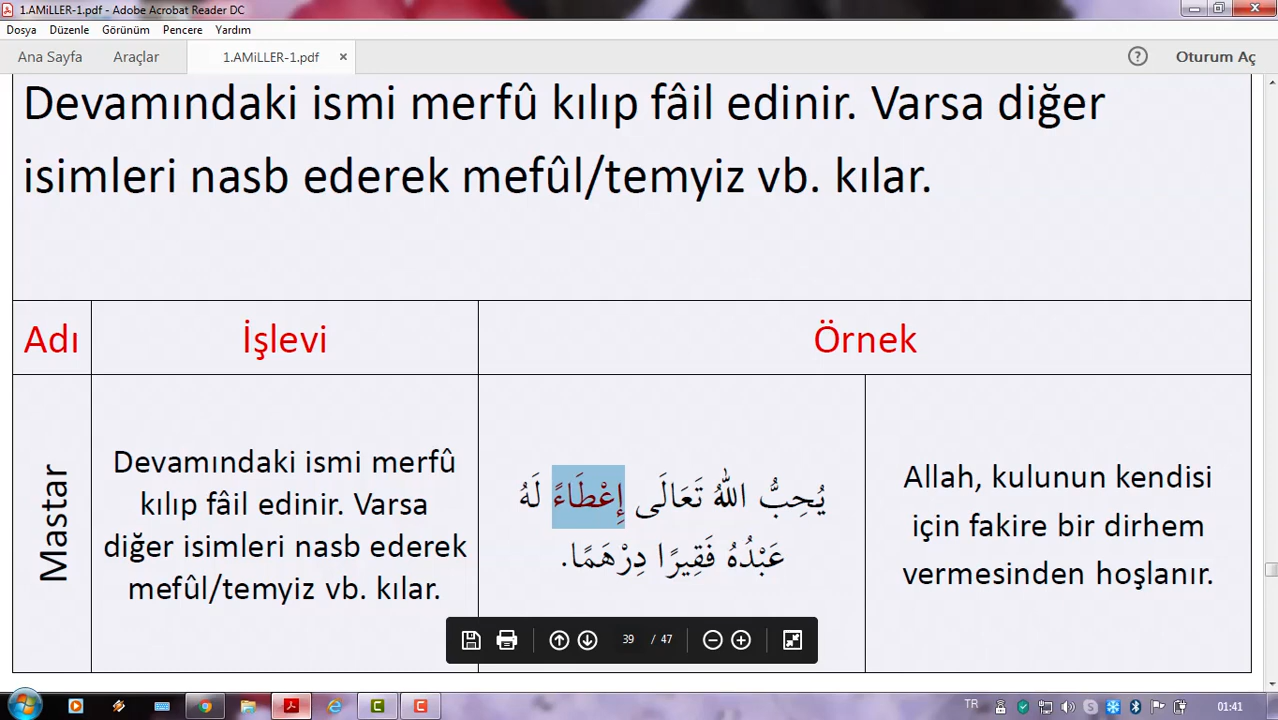 1.AMiLLER-1.pdf - Adobe Acrobat Reader DC
Dosya Düzenle Görünüm Pencere Yardım
Ana Sayfa Araçlar 1.AMiLLER-1.pdf × ? Oturum Aç
Devamındaki ismi merfû kılıp fâil edinir. Varsa diğer
isimleri nasb ederek mefûl/temyiz vb. kılar.
Adı İşlevi Örnek
Mastar
Devamındaki ismi merfû
kılıp fâil edinir. Varsa
diğer isimleri nasb ederek
mefûl/temyiz vb. kılar.
يُحِبُّ اللهُ تَعَالَى إِعْطَاءً لَهُ
عَبْدُهُ فَقِيرًا دِرْهَمًا.
Allah, kulunun kendisi
için fakire bir dirhem
vermesinden hoşlanır.
39 / 47
TR 01:41